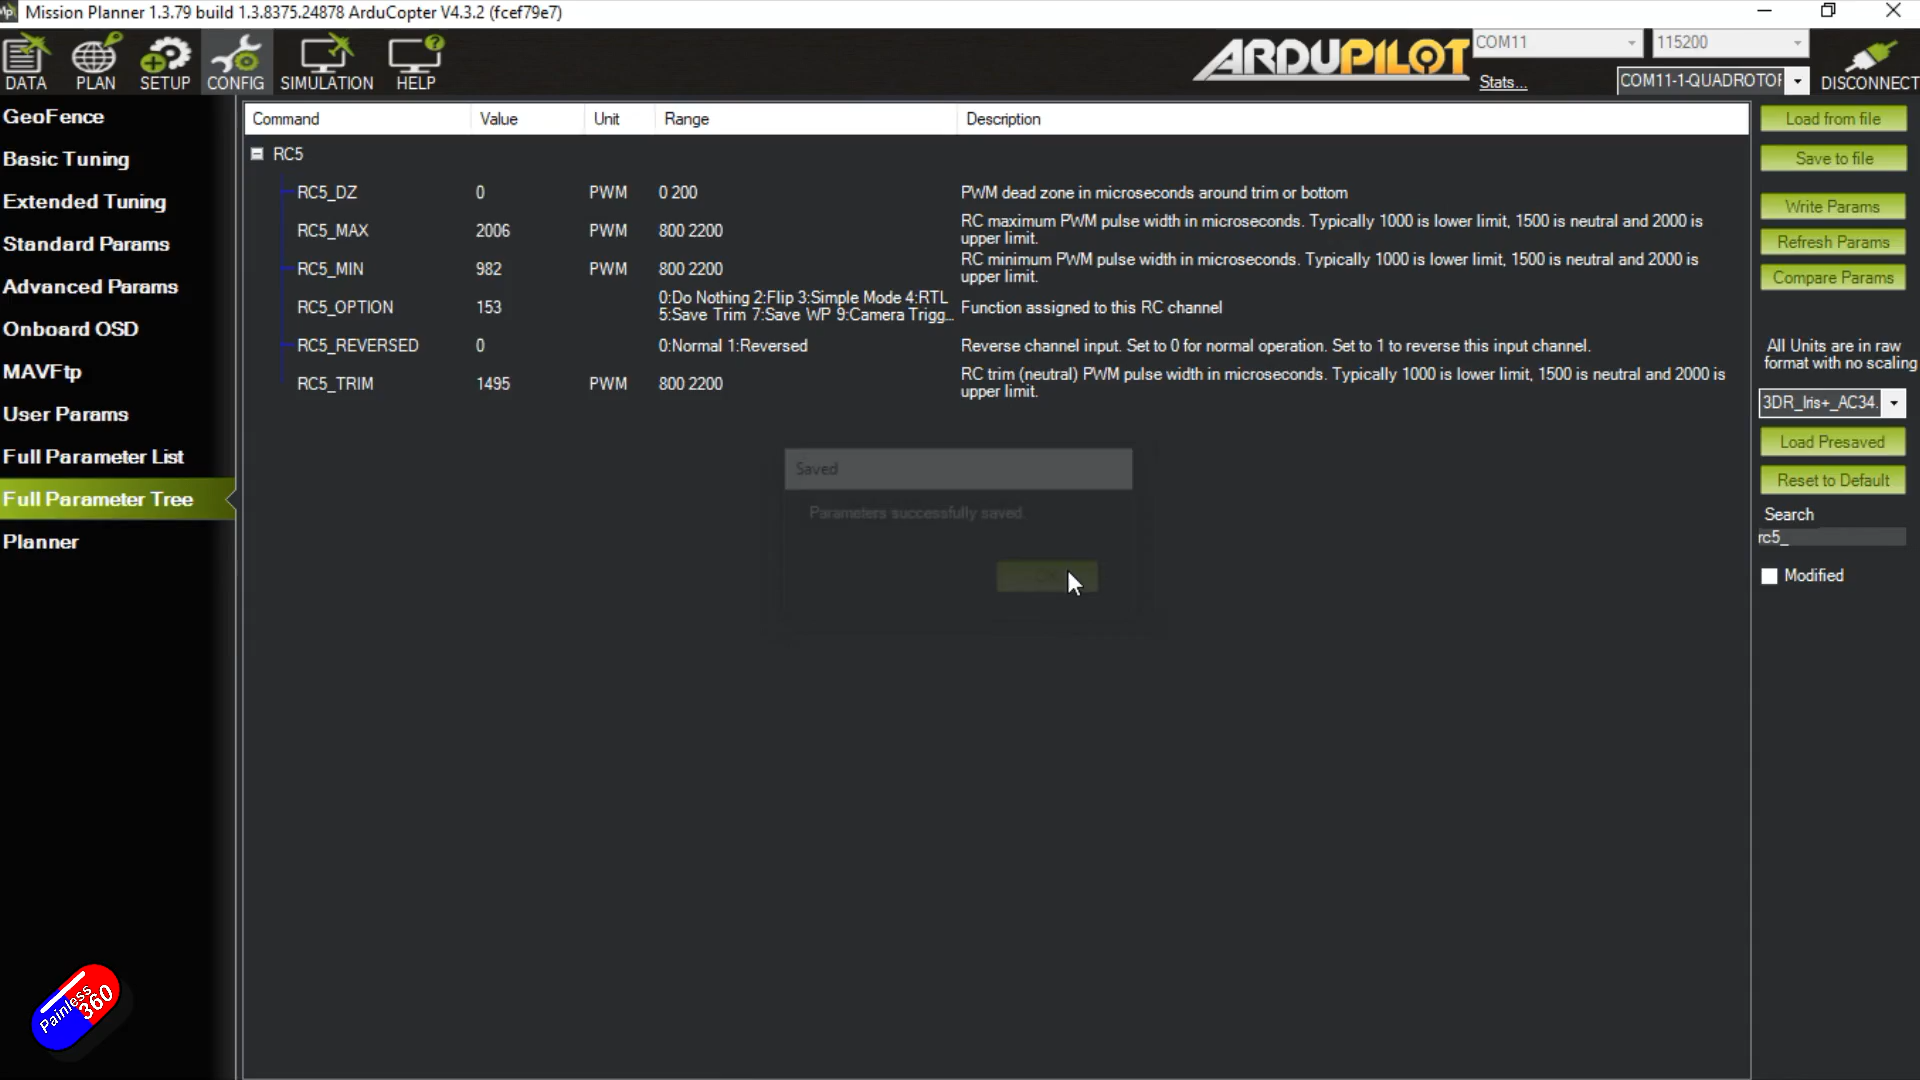 Mission Planner 1.3.79 build 1.3.8375.24878 ArduCopter V4.3.2 (fcef79e7)
DATA
PLAN
SETUP
CONFIG
SIMULATION
HELP
ARDUPILOT
COM11
115200
Stats...
COM11-1-QUADROTOR
DISCONNECT
GeoFence
Basic Tuning
Extended Tuning
Standard Params
Advanced Params
Onboard OSD
MAVFtp
User Params
Full Parameter List
Full Parameter Tree
Planner
Command Value Unit Range Description
RC5
RC5_DZ 0 PWM 0 200 PWM dead zone in microseconds around trim or bottom
RC5_MAX 2006 PWM 800 2200 RC maximum PWM pulse width in microseconds. Typically 1000 is lower limit, 1500 is neutral and 2000 is
upper limit.
RC5_MIN 982 PWM 800 2200 RC minimum PWM pulse width in microseconds. Typically 1000 is lower limit, 1500 is neutral and 2000 is
upper limit.
RC5_OPTION 153 0:Do Nothing 2:Flip 3:Simple Mode 4:RTL
5:Save Trim 7:Save WP 9:Camera Trigg... Function assigned to this RC channel
RC5_REVERSED 0 0:Normal 1:Reversed Reverse channel input. Set to 0 for normal operation. Set to 1 to reverse this input channel.
RC5_TRIM 1495 PWM 800 2200 RC trim (neutral) PWM pulse width in microseconds. Typically 1000 is lower limit, 1500 is neutral and 2000 is
upper limit.
Saved
Parameters successfully saved.
Load from file
Save to file
Write Params
Refresh Params
Compare Params
All Units are in raw
format with no scaling
3DR_Iris+_AC34.
Load Presaved
Reset to Default
Search
rc5_
Modified
Painless
360